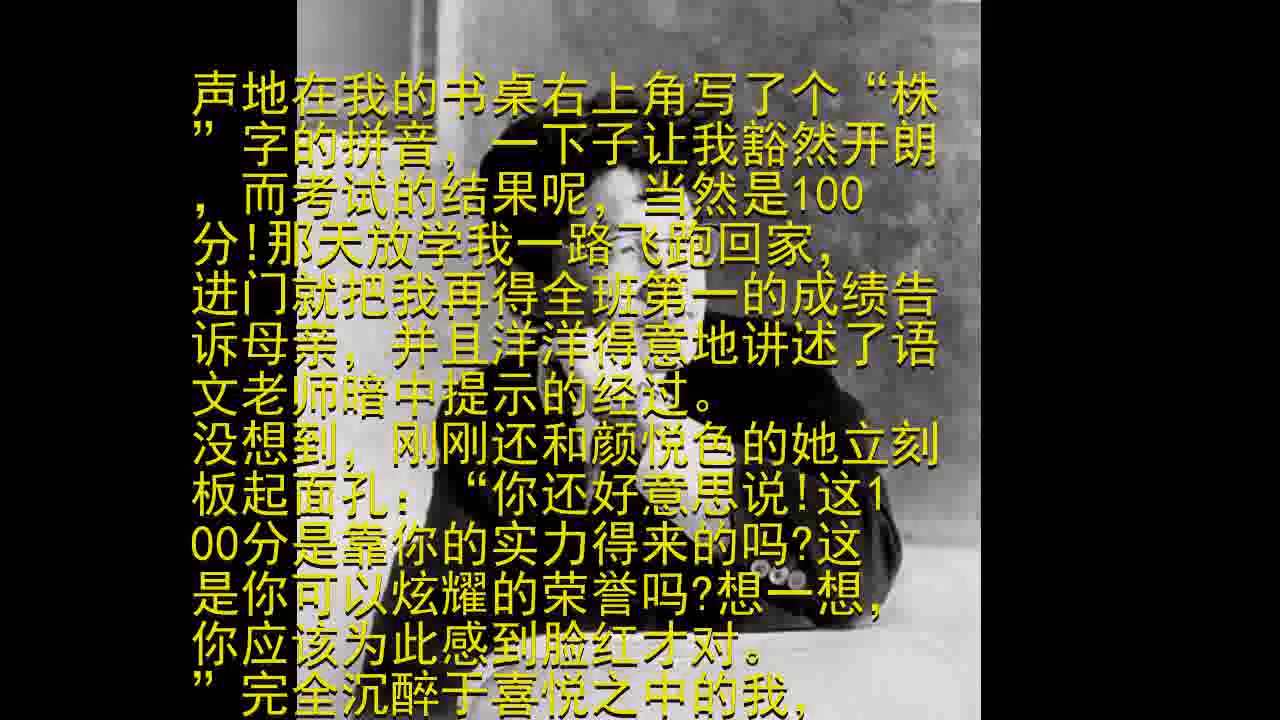 声地在我的书桌右上角写了个“株
”字的拼音，一下子让我豁然开朗
，而考试的结果呢，当然是100
分!那天放学我一路飞跑回家，
进门就把我再得全班第一的成绩告
诉母亲，并且洋洋得意地讲述了语
文老师暗中提示的经过。
没想到，刚刚还和颜悦色的她立刻
板起面孔：“你还好意思说!这1
00分是靠你的实力得来的吗?这
是你可以炫耀的荣誉吗?想一想，
你应该为此感到脸红才对。
”完全沉醉于喜悦之中的我，